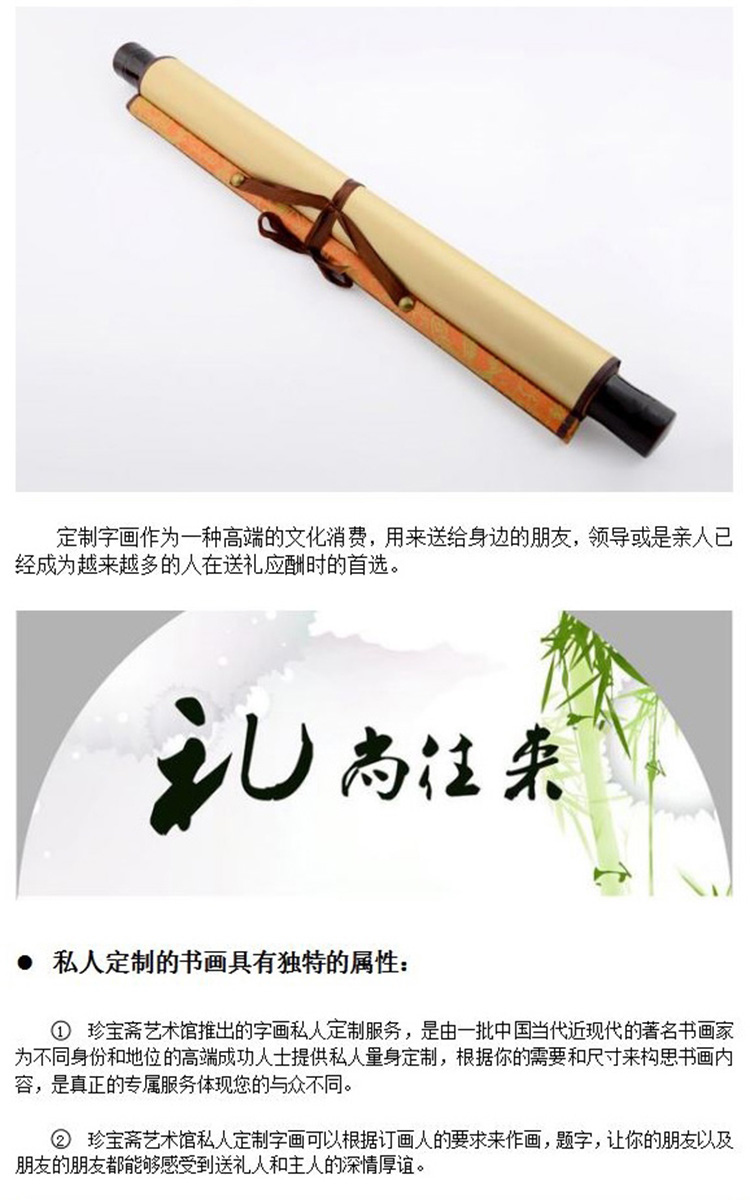 定制字画作为一种高端的文化消费，用来送给身边的朋友，领导或是亲人已
经成为越来越多的人在送礼应酬时的首选。
礼尚往来
● 私人定制的书画具有独特的属性：
① 珍宝斋艺术馆推出的字画私人定制服务，是由一批中国当代近现代的著名书画家
为不同身份和地位的高端成功人士提供私人量身定制，根据你的需要和尺寸来构思书画内
容，是真正的专属服务体现您的与众不同。
② 珍宝斋艺术馆私人定制字画可以根据订画人的要求来作画，题字，让你的朋友以及
朋友的朋友都能够感受到送礼人和主人的深情厚谊。